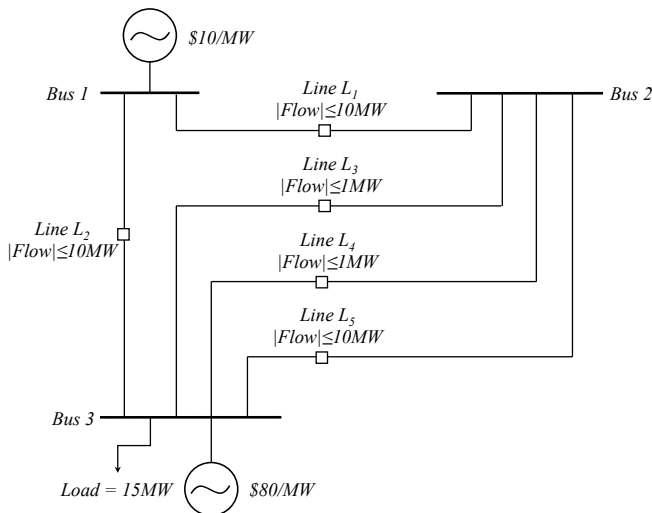 $10/MW
Bus 1
Bus 2
Line L₁
|Flow|≤10MW
Line L₃
|Flow|≤1MW
Line L₂
|Flow|≤10MW
Line L₄
|Flow|≤1MW
Line L₅
|Flow|≤10MW
Bus 3
Load = 15MW
$80/MW